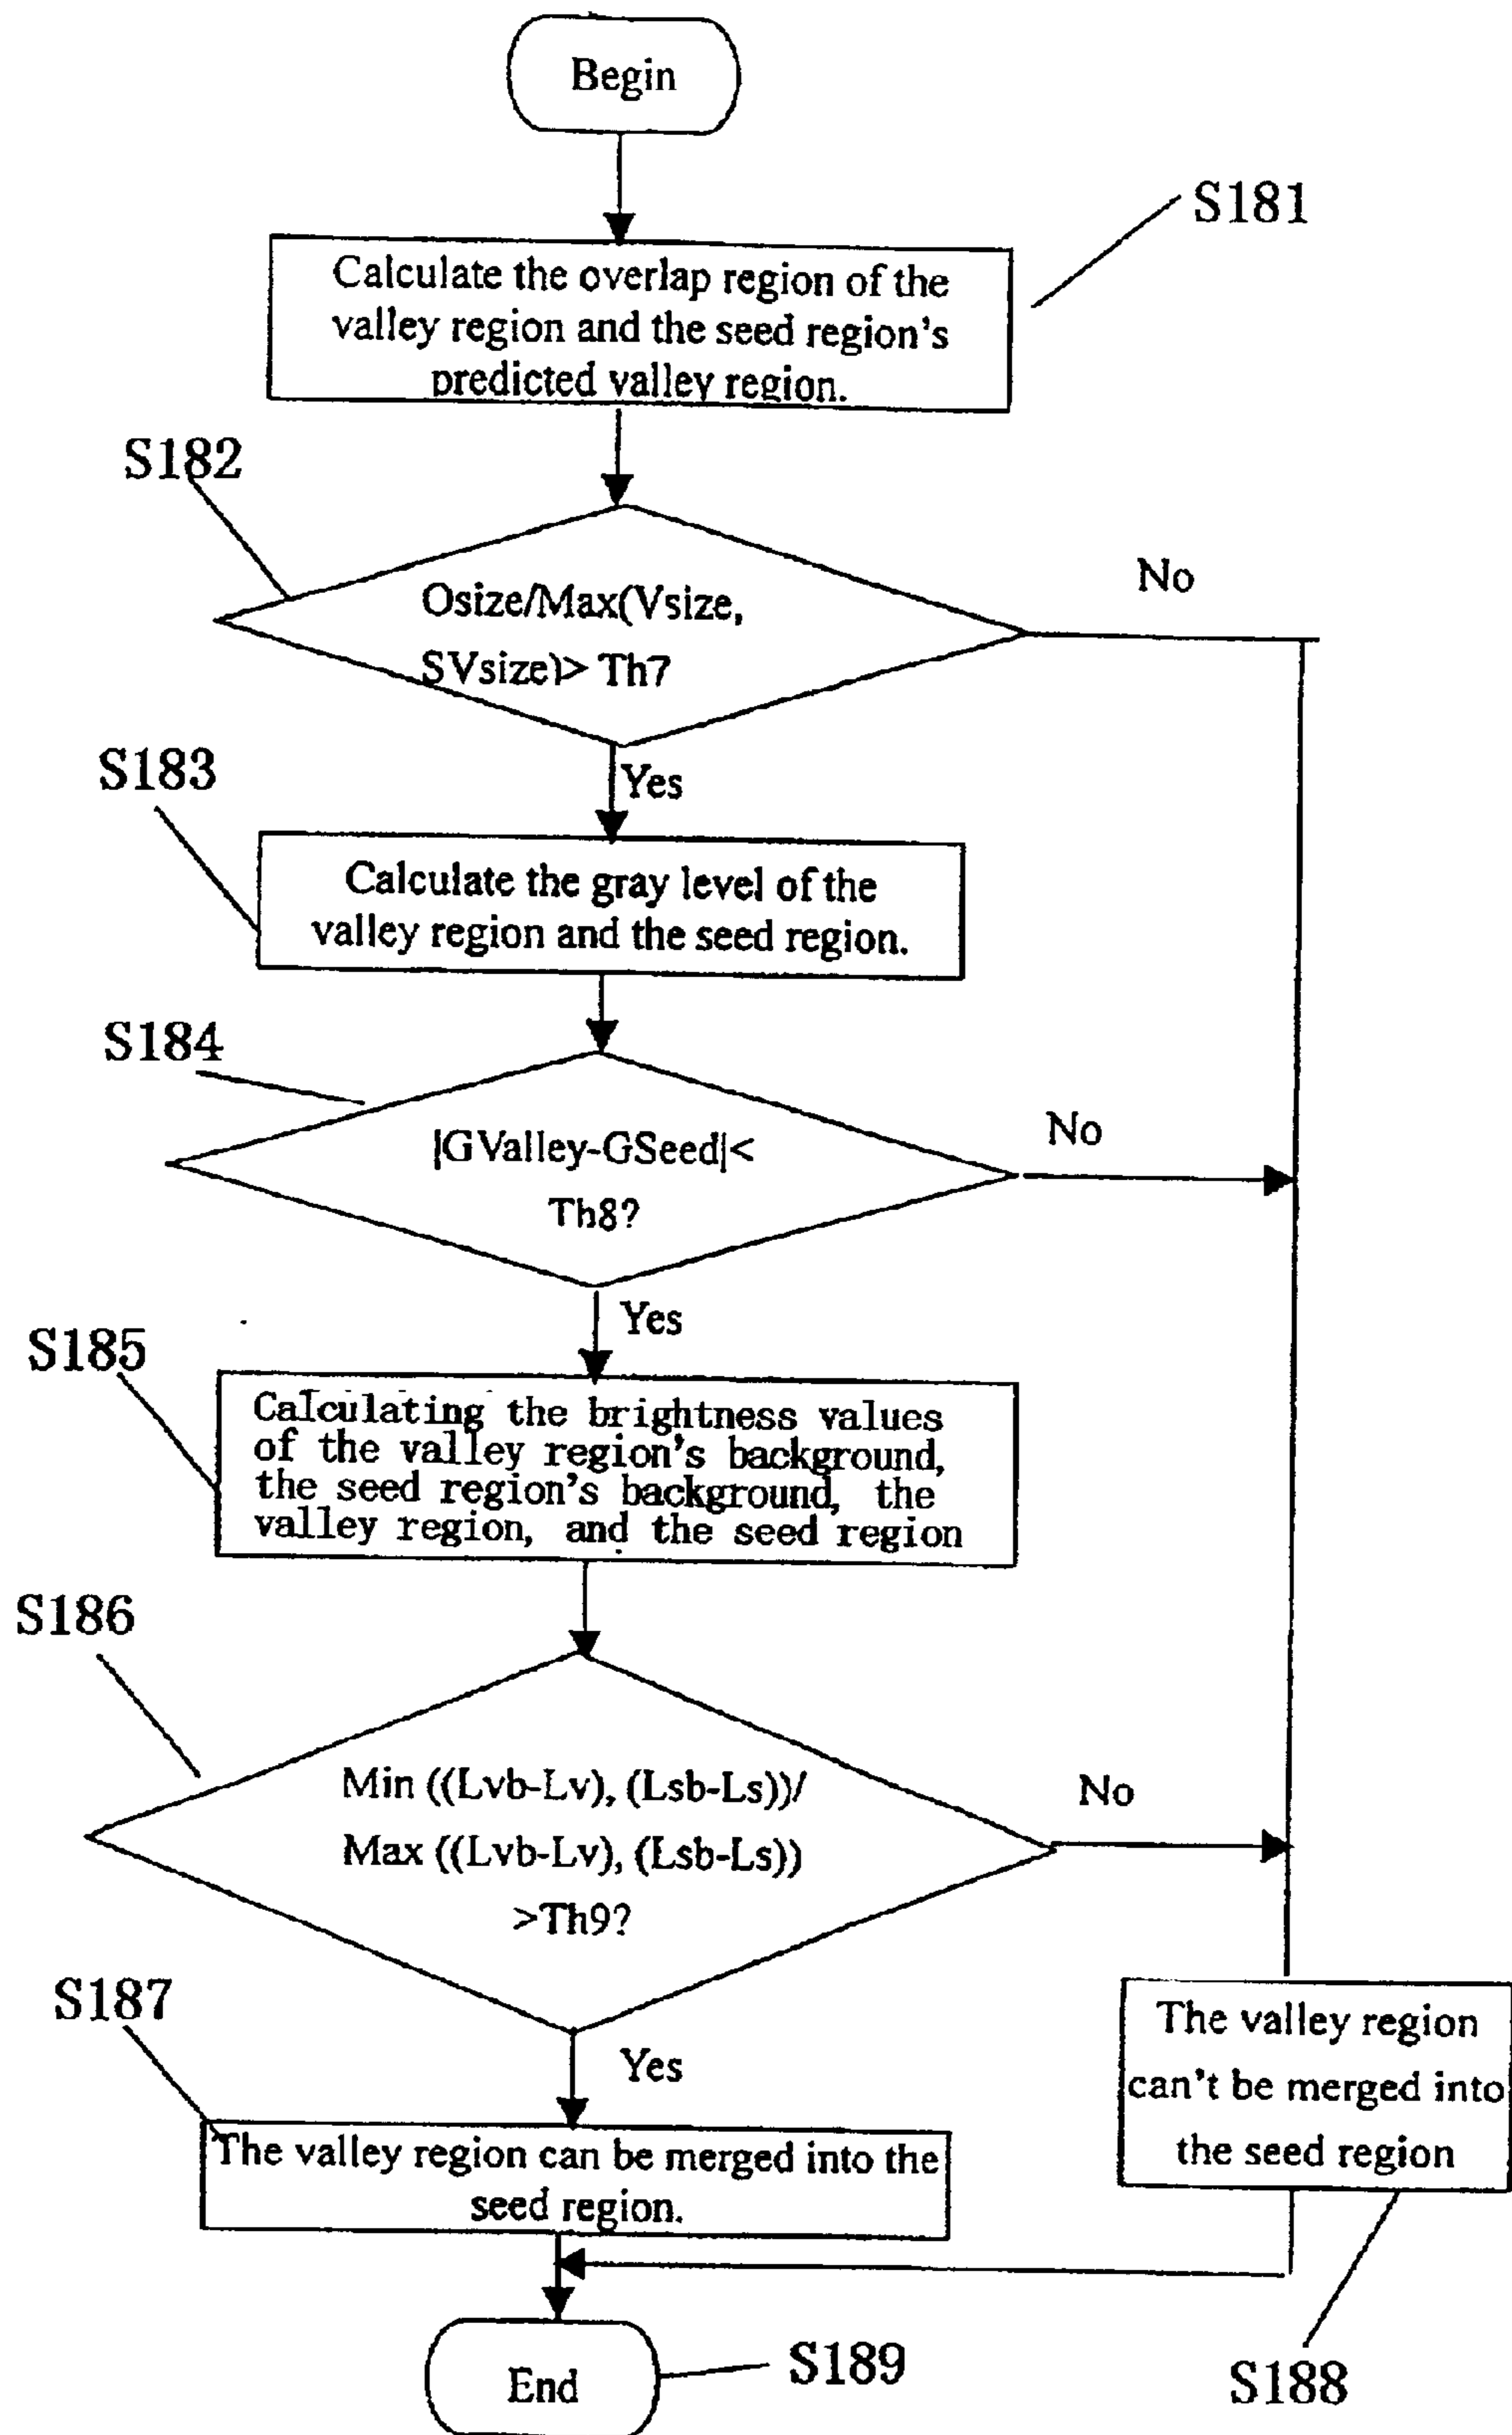 Begin
S181
Calculate the overlap region of the
valley region and the seed region's
predicted valley region.
S182
Osize/Max(Vsize,
SVsize)> Th7
No
Yes
S183
Calculate the gray level of the
valley region and the seed region.
S184
|GValley-GSeed|<
Th8?
No
Yes
S185
Calculating the brightness values
of the valley region's background,
the seed region's background, the
valley region, and the seed region
S186
Min ((Lvb-Lv), (Lsb-Ls))/
Max ((Lvb-Lv), (Lsb-Ls))
>Th9?
No
Yes
S187
The valley region can be merged into the
seed region.
The valley region
can't be merged into
the seed region
S188
End
S189